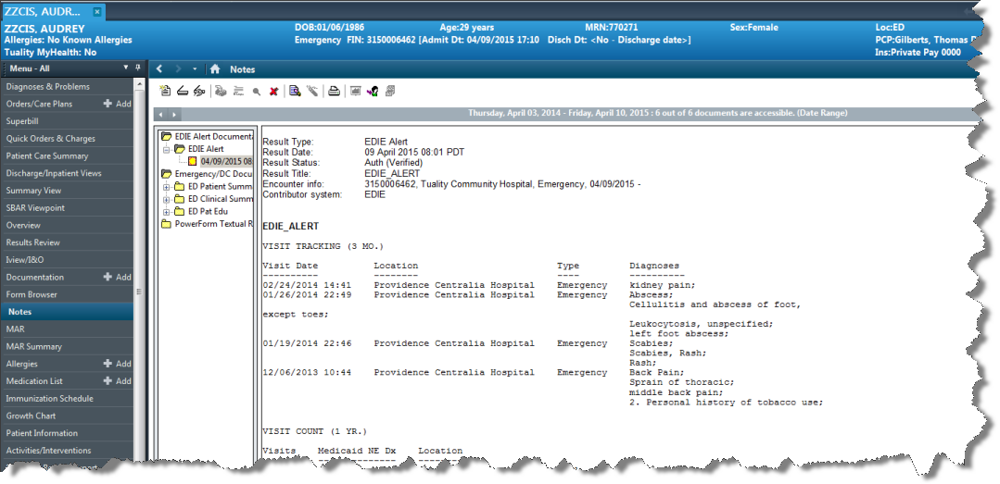 ZZCIS, AUDR...
ZZCIS, AUDREY
DOB:01/06/1986 Age:29 years MRN:770271 Sex:Female Loc:ED
Allergies: No Known Allergies Emergency FIN: 3150006462 [Admit Dt: 04/09/2015 17:10 Disch Dt: <No - Discharge date>] PCP:Gilberts, Thomas
Tuality MyHealth: No Ins:Private Pay 0000
Menu - All
Diagnoses & Problems
Orders/Care Plans + Add
Superbill
Quick Orders & Charges
Patient Care Summary
Discharge/Inpatient Views
Summary View
SBAR Viewpoint
Overview
Results Review
Iview/I&O
Documentation + Add
Form Browser
Notes
MAR
MAR Summary
Allergies + Add
Medication List + Add
Immunization Schedule
Growth Chart
Patient Information
Activities/Interventions
Notes
Thursday, April 03, 2014 - Friday, April 10, 2015 : 6 out of 6 documents are accessible. (Date Range)
EDIE Alert Documenta
EDIE Alert
04/09/2015 08:
Emergency/DC Docu
ED Patient Summ
ED Clinical Summ
ED Pat Edu
PowerForm Textual R
Result Type: EDIE Alert
Result Date: 09 April 2015 08:01 PDT
Result Status: Auth (Verified)
Result Title: EDIE_ALERT
Encounter info: 3150006462, Tuality Community Hospital, Emergency, 04/09/2015 -
Contributor system: EDIE
EDIE_ALERT
VISIT TRACKING (3 MO.)
Visit Date Location Type Diagnoses
---------- -------- ---- ----------
02/24/2014 14:41 Providence Centralia Hospital Emergency kidney pain;
01/26/2014 22:49 Providence Centralia Hospital Emergency Abscess;
Cellulitis and abscess of foot,
except toes;
Leukocytosis, unspecified;
left foot abscess;
01/19/2014 22:46 Providence Centralia Hospital Emergency Scabies;
Scabies, Rash;
Rash;
12/06/2013 10:44 Providence Centralia Hospital Emergency Back Pain;
Sprain of thoracic;
middle back pain;
2. Personal history of tobacco use;
VISIT COUNT (1 YR.)
Visits Medicaid NE Dx Location